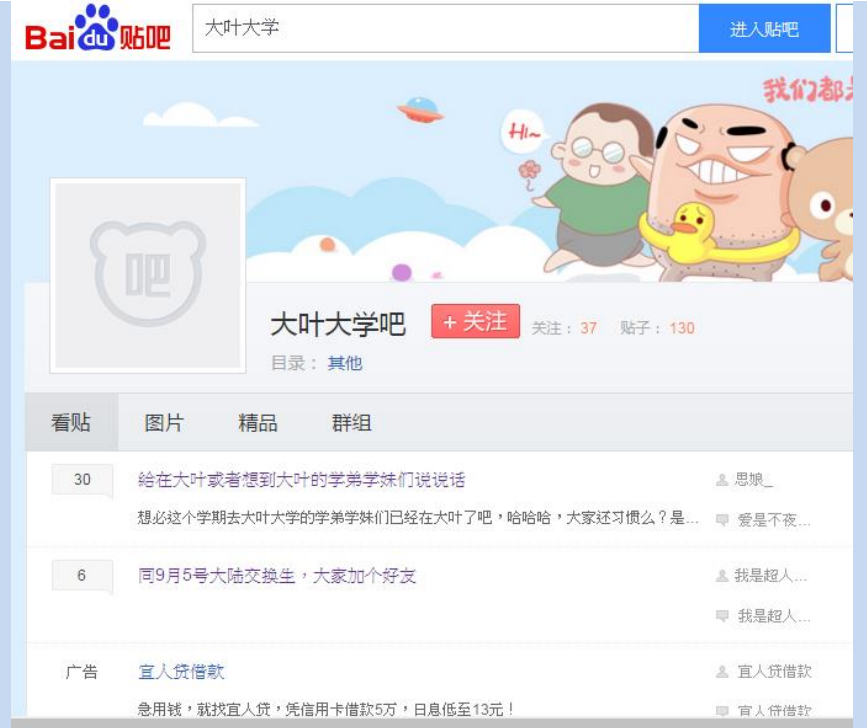 Bai du 贴吧
大叶大学
进入贴吧
我们都
Hi~
吧
大叶大学吧
+ 关注
关注：37 贴子：130
目录：其他
看贴 图片 精品 群组
30 给在大叶或者想到大叶的学弟学妹们说说话 思娘_
想必这个学期去大叶大学的学弟学妹们已经在大叶了吧，哈哈哈，大家还习惯么？是... 爱是不夜...
6 同9月5号大陆交换生，大家加个好友 我是超人...
我是超人...
广告 宜人贷借款 宜人贷借款
急用钱，就找宜人贷，凭信用卡借款5万，日息低至13元！ 宜人贷借款